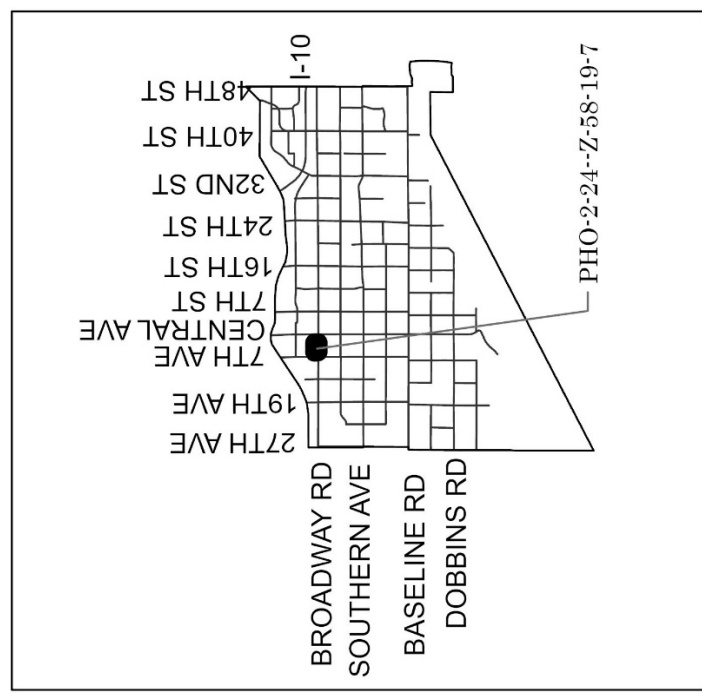 48TH ST
I-10
40TH ST
32ND ST
24TH ST
16TH ST
7TH ST
CENTRAL AVE
7TH AVE
19TH AVE
27TH AVE
BROADWAY RD
SOUTHERN AVE
BASELINE RD
DOBBINS RD
PHO-2-24--Z-58-19-7